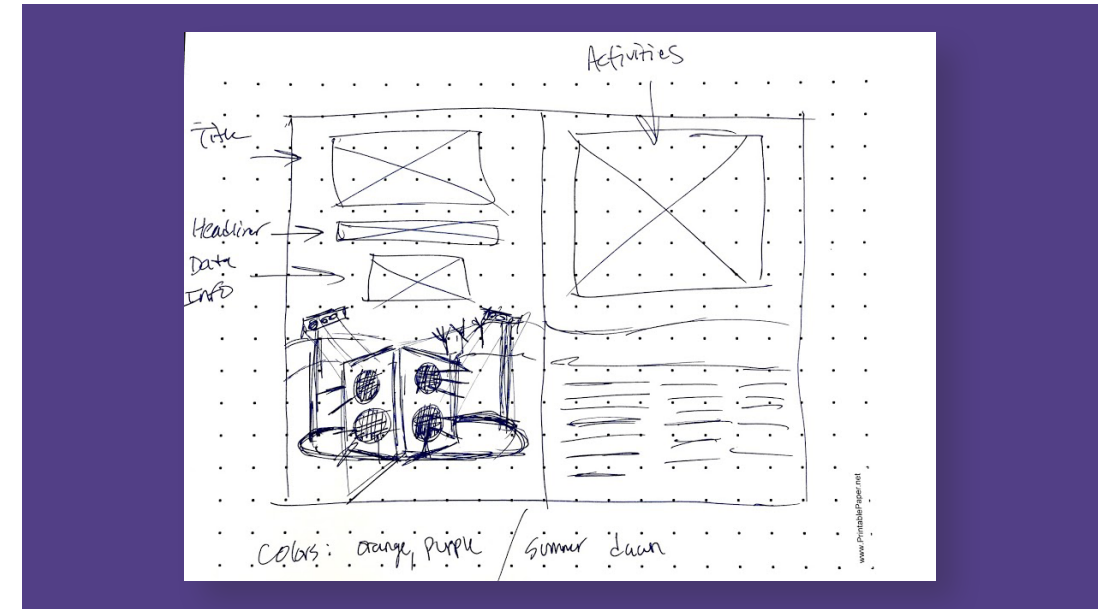 Activities
Title
Headliner
Date
INFO
Colors: orange, purple / Summer dawn
www.PrintablePaper.net